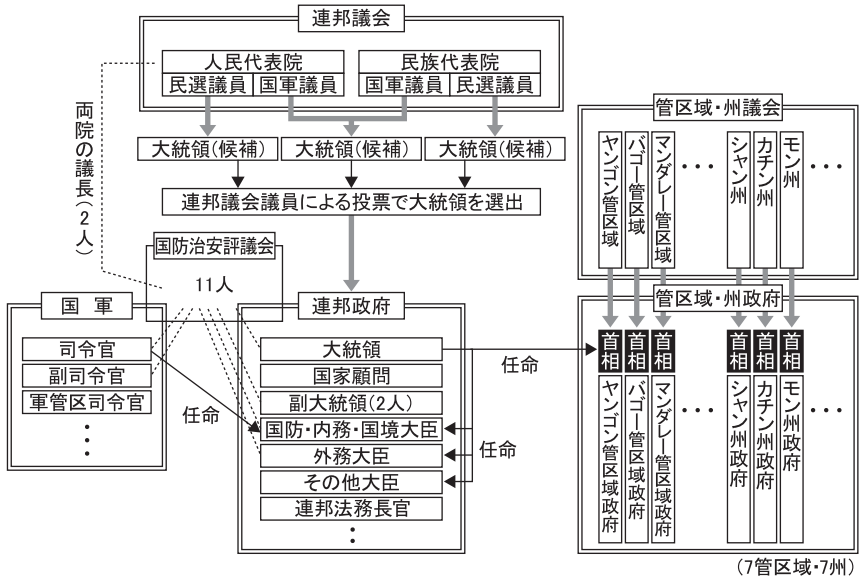 連邦議会
人民代表院
民選議員 国軍議員
民族代表院
国軍議員 民選議員
両院の議長(2人)
大統領(候補)
大統領(候補)
大統領(候補)
連邦議会議員による投票で大統領を選出
国防治安評議会
11人
国軍
司令官
副司令官
軍管区司令官
⋮
任命
連邦政府
大統領
国家顧問
副大統領(2人)
国防・内務・国境大臣
外務大臣
その他大臣
連邦法務長官
⋮
任命
任命
管区域・州議会
ヤンゴン管区域
バゴー管区域
マンダレー管区域
・・・
シャン州
カチン州
モン州
・・・
管区域・州政府
首相
首相
首相
首相
首相
首相
ヤンゴン管区域政府
バゴー管区域政府
マンダレー管区域政府
・・・
シャン州政府
カチン州政府
モン州政府
・・・
(7管区域・7州)